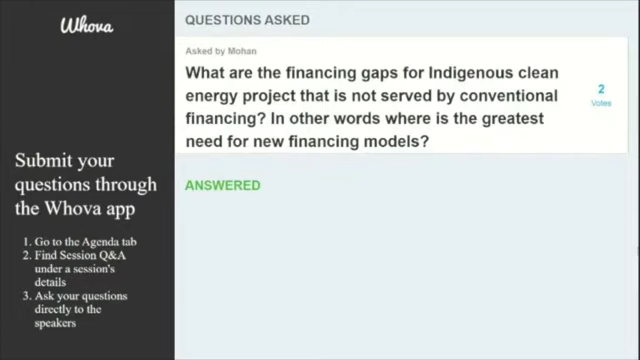 Whova
QUESTIONS ASKED
Asked by Mohan
What are the financing gaps for Indigenous clean
energy project that is not served by conventional
financing? In other words where is the greatest
need for new financing models?
2
Votes
ANSWERED
Submit your
questions through
the Whova app
1. Go to the Agenda tab
2. Find Session Q&A
under a session's
details
3. Ask your questions
directly to the
speakers